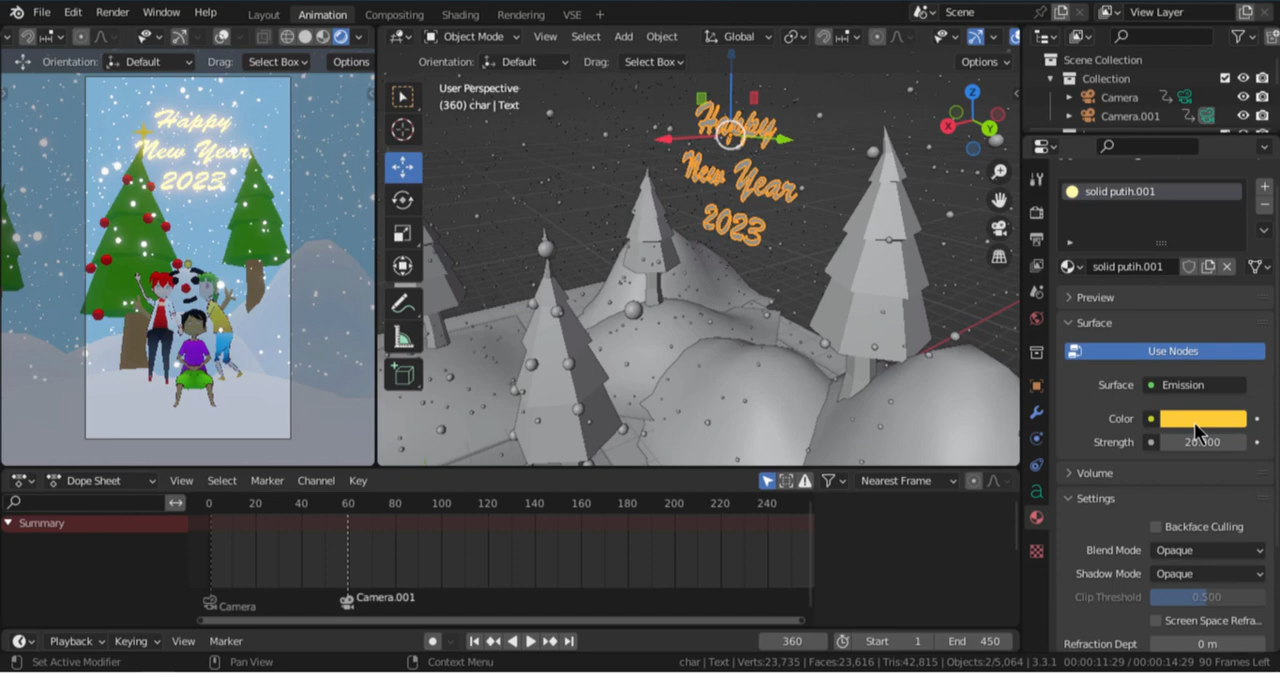 File Edit Render Window Help Layout Animation Compositing Shading Rendering VSE + Scene View Layer
Object Mode View Select Add Object Global
Orientation: Default Drag: Select Box Options
Orientation: Default Drag: Select Box Options
Happy
New Year
2023
User Perspective
(360) char | Text
Happy
New Year
2023
Scene Collection
Collection
Camera
Camera.001
solid putih.001
solid putih.001
Preview
Surface
Use Nodes
Surface Emission
Color
Strength
Volume
Settings
Backface Culling
Blend Mode Opaque
Shadow Mode Opaque
Clip Threshold 0.500
Screen Space Refra...
Refraction Dept 0 m
Dope Sheet View Select Marker Channel Key Nearest Frame
0 20 40 60 80 100 120 140 160 180 200 220 240
Summary
Camera
Camera.001
Playback Keying View Marker 360 Start 1 End 450
Set Active Modifier Pan View Context Menu char | Text | Verts:23,735 | Faces:23,616 | Tris:42,815 | Objects:2/5,064 | 3.3.1 00:00:11:29 / 00:00:14:29 90 Frames Left